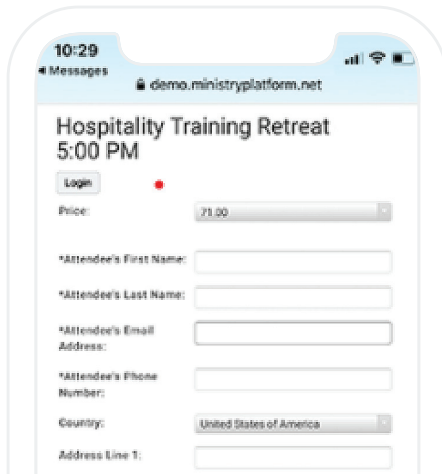 10:29
Messages
demo.ministryplatform.net
Hospitality Training Retreat
5:00 PM
Login
Price:
71.00
*Attendee's First Name:
*Attendee's Last Name:
*Attendee's Email
Address:
*Attendee's Phone
Number:
Country:
United States of America
Address Line 1: